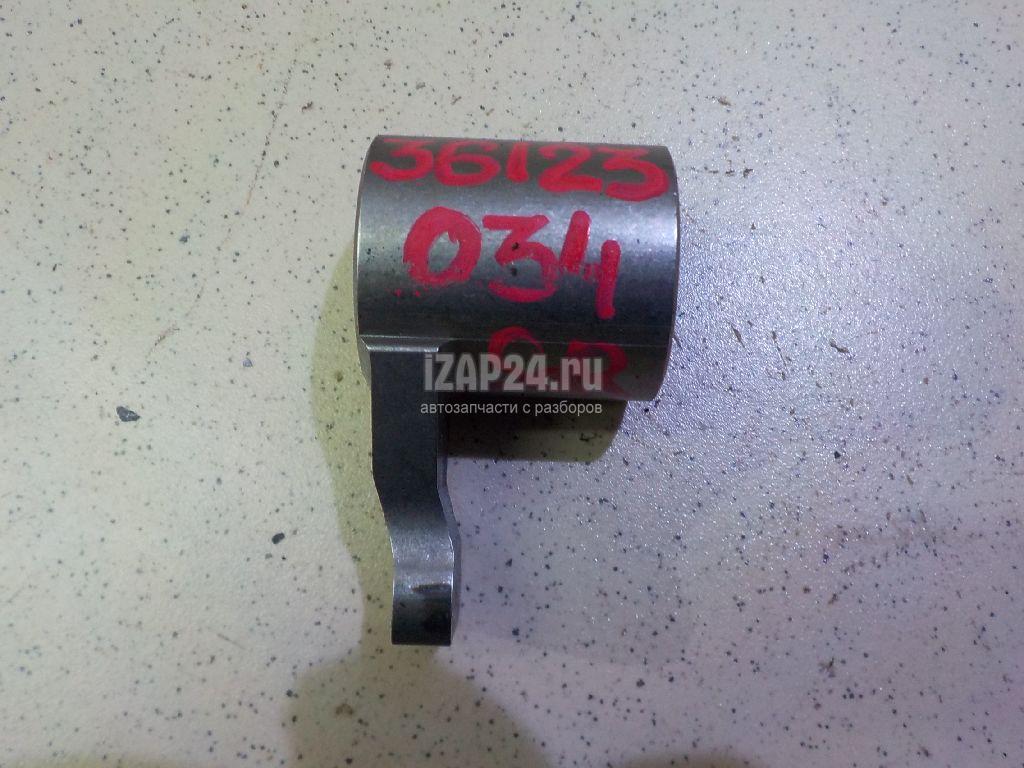 36123
034
iZAP24.ru
автозапчасти с разборов